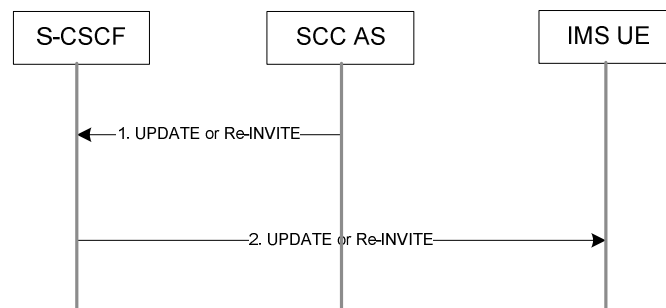 S-CSCF
SCC AS
IMS UE
1. UPDATE or Re-INVITE
2. UPDATE or Re-INVITE